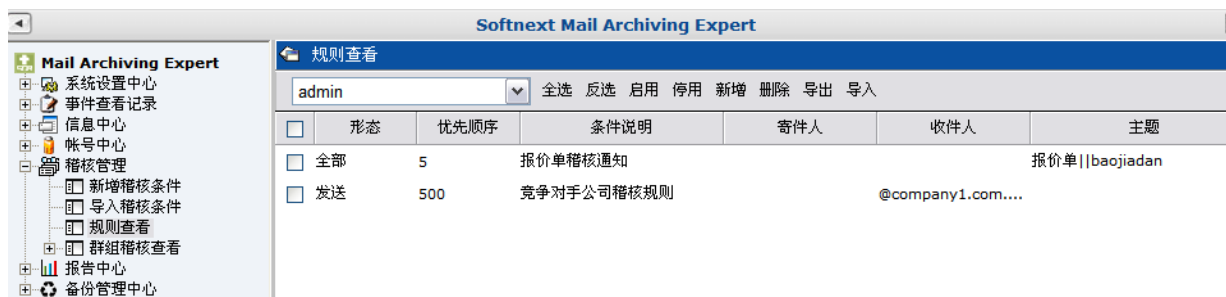 Softnext Mail Archiving Expert
Mail Archiving Expert
系统设置中心
事件查看记录
信息中心
帐号中心
稽核管理
新增稽核条件
导入稽核条件
规则查看
群组稽核查看
报告中心
备份管理中心
规则查看
admin 全选 反选 启用 停用 新增 删除 导出 导入
形态 优先顺序 条件说明 寄件人 收件人 主题
全部 5 报价单稽核通知 报价单||baojiadan
发送 500 竞争对手公司稽核规则 @company1.com....